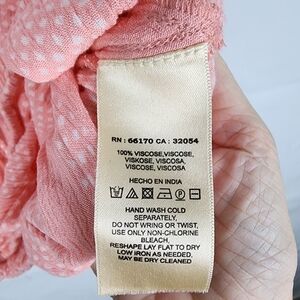 RN : 66170 CA : 32054
100% VISCOSE,VISCOSE,
VISKOSE, VISCOSA,
VISCOSE, VISCOSA
HECHO EN INDIA
HAND WASH COLD
SEPARATELY,
DO NOT WRING OR TWIST,
USE ONLY NON-CHLORINE
BLEACH.
RESHAPE LAY FLAT TO DRY
LOW IRON AS NEEDED,
MAY BE DRY CLEANED